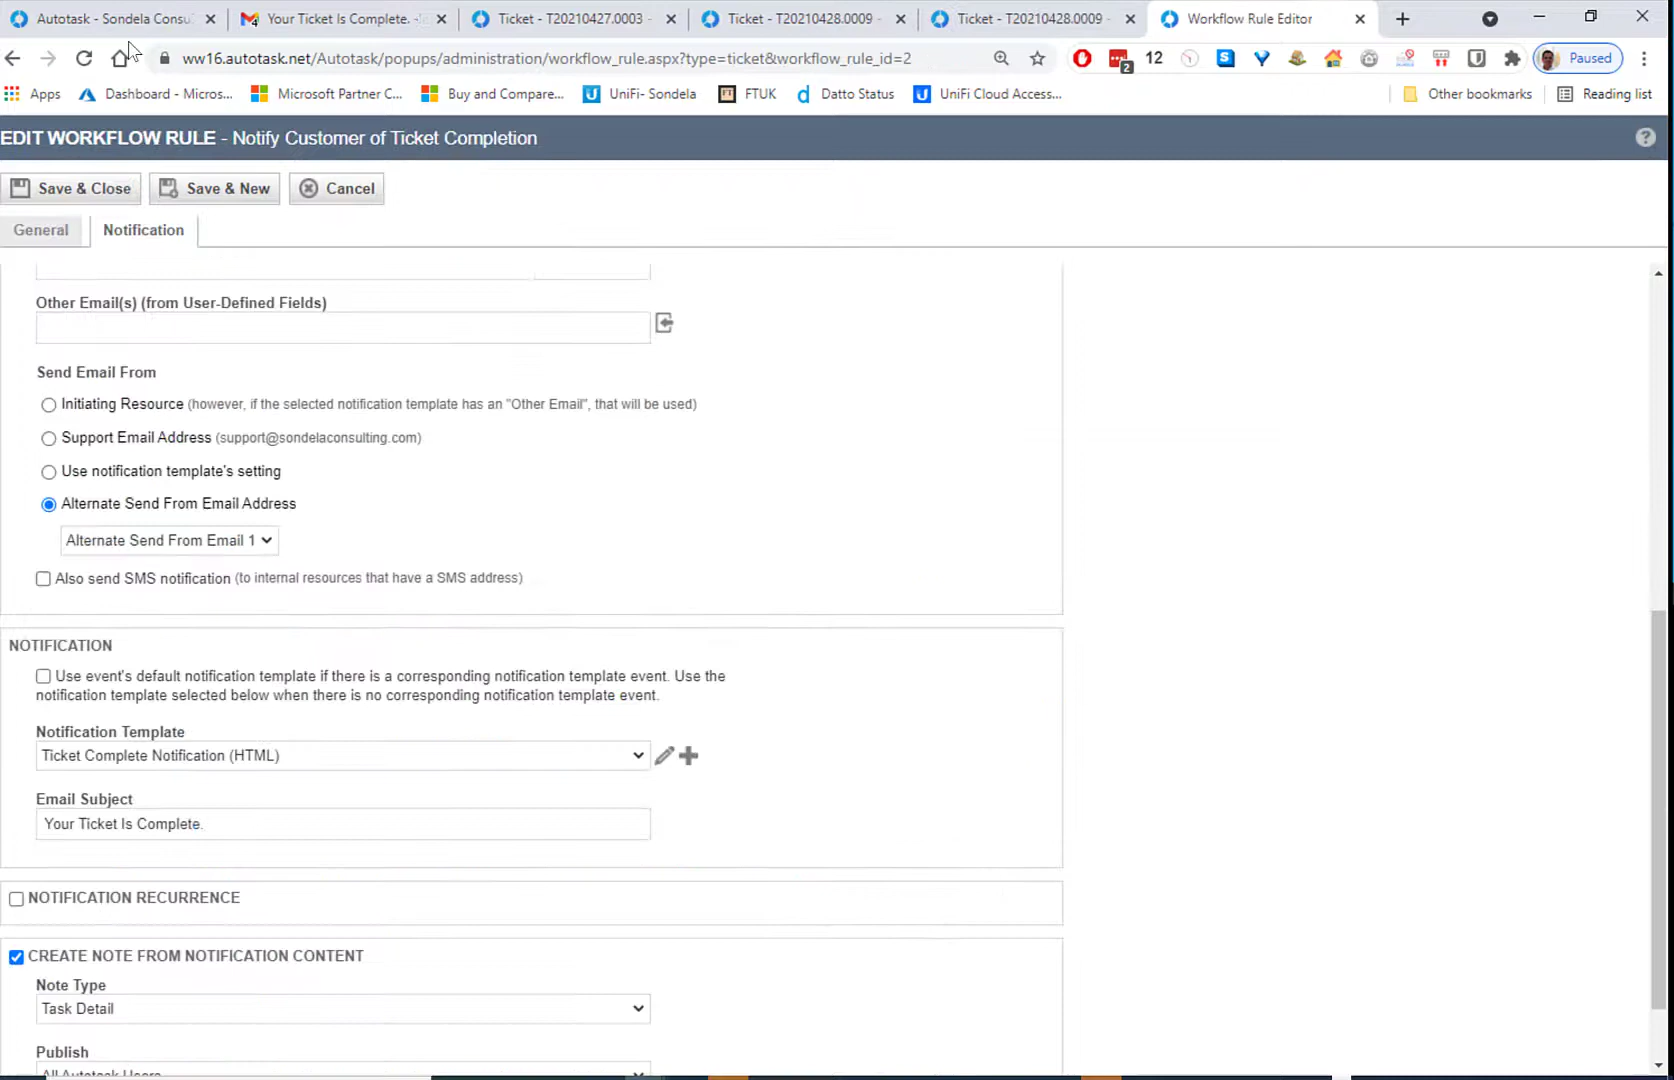 Autotask - Sondela Consu
Your Ticket Is Complete. -
Ticket - T20210427.0003 -
Ticket - T20210428.0009 -
Ticket - T20210428.0009 -
Workflow Rule Editor
ww16.autotask.net/Autotask/popups/administration/workflow_rule.aspx?type=ticket&workflow_rule_id=2
2
12
Paused
Apps
Dashboard - Micros...
Microsoft Partner C...
Buy and Compare...
UniFi- Sondela
FTUK
Datto Status
UniFi Cloud Access...
Other bookmarks
Reading list
EDIT WORKFLOW RULE - Notify Customer of Ticket Completion
Save & Close
Save & New
Cancel
General
Notification
Other Email(s) (from User-Defined Fields)
Send Email From
Initiating Resource (however, if the selected notification template has an "Other Email", that will be used)
Support Email Address (support@sondelaconsulting.com)
Use notification template's setting
Alternate Send From Email Address
Alternate Send From Email 1
Also send SMS notification (to internal resources that have a SMS address)
NOTIFICATION
Use event's default notification template if there is a corresponding notification template event. Use the
notification template selected below when there is no corresponding notification template event.
Notification Template
Ticket Complete Notification (HTML)
Email Subject
Your Ticket Is Complete.
NOTIFICATION RECURRENCE
CREATE NOTE FROM NOTIFICATION CONTENT
Note Type
Task Detail
Publish
All Autotask Users